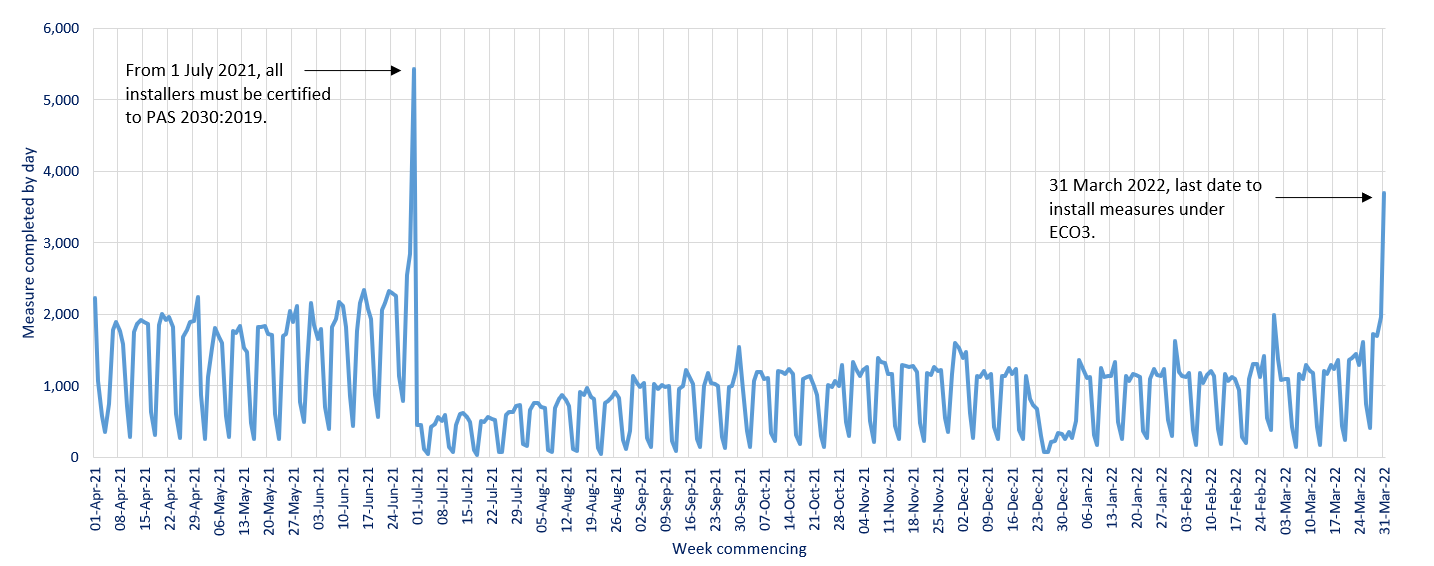 6,000
5,000
4,000
3,000
2,000
1,000
0
Measure completed by day
From 1 July 2021, all
installers must be certified
to PAS 2030:2019.
31 March 2022, last date to
install measures under
ECO3.
01-Apr-21
08-Apr-21
15-Apr-21
22-Apr-21
29-Apr-21
06-May-21
13-May-21
20-May-21
27-May-21
03-Jun-21
10-Jun-21
17-Jun-21
24-Jun-21
01-Jul-21
08-Jul-21
15-Jul-21
22-Jul-21
29-Jul-21
05-Aug-21
12-Aug-21
19-Aug-21
26-Aug-21
02-Sep-21
09-Sep-21
16-Sep-21
23-Sep-21
30-Sep-21
07-Oct-21
14-Oct-21
21-Oct-21
28-Oct-21
04-Nov-21
11-Nov-21
18-Nov-21
25-Nov-21
02-Dec-21
09-Dec-21
16-Dec-21
23-Dec-21
30-Dec-21
06-Jan-22
13-Jan-22
20-Jan-22
27-Jan-22
03-Feb-22
10-Feb-22
17-Feb-22
24-Feb-22
03-Mar-22
10-Mar-22
17-Mar-22
24-Mar-22
31-Mar-22
Week commencing